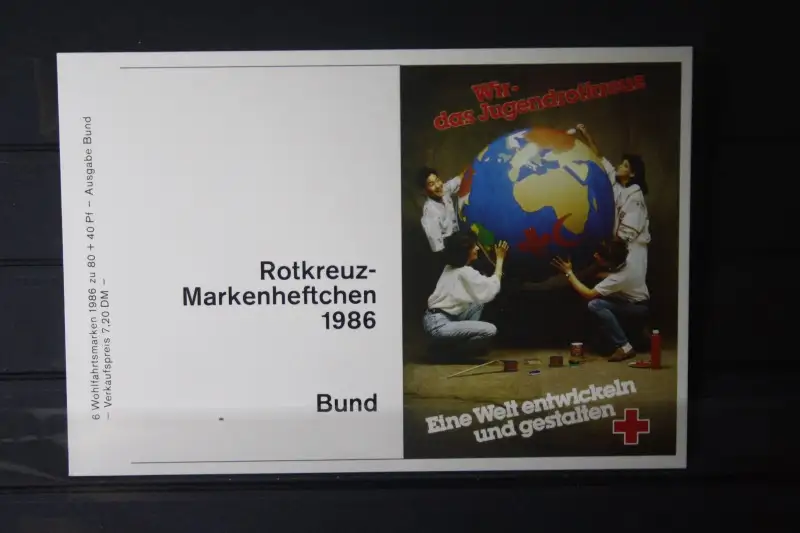 6 Wohlfahrtsmarken 1986 zu 80 + 40 Pf – Ausgabe Bund
– Verkaufspreis 7,20 DM –
Rotkreuz-
Markenheftchen
1986
Bund
Wir-
das Jugendrotkreuz
Eine Welt entwickeln
und gestalten